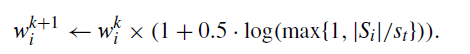 w_i^{k+1} ← w_i^k × (1 + 0.5 · log(max{1, |S_i|/s_t})).